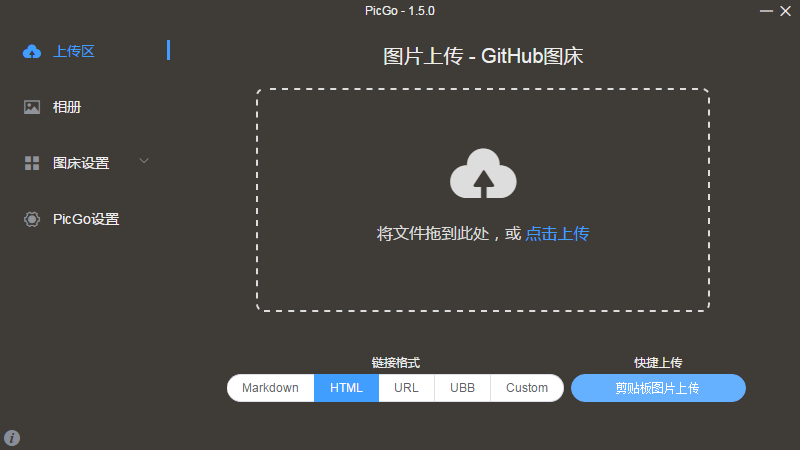 PicGo - 1.5.0
上传区
相册
图床设置
PicGo设置
图片上传 - GitHub图床
将文件拖到此处，或 点击上传
链接格式
Markdown HTML URL UBB Custom
快捷上传
剪贴板图片上传
i